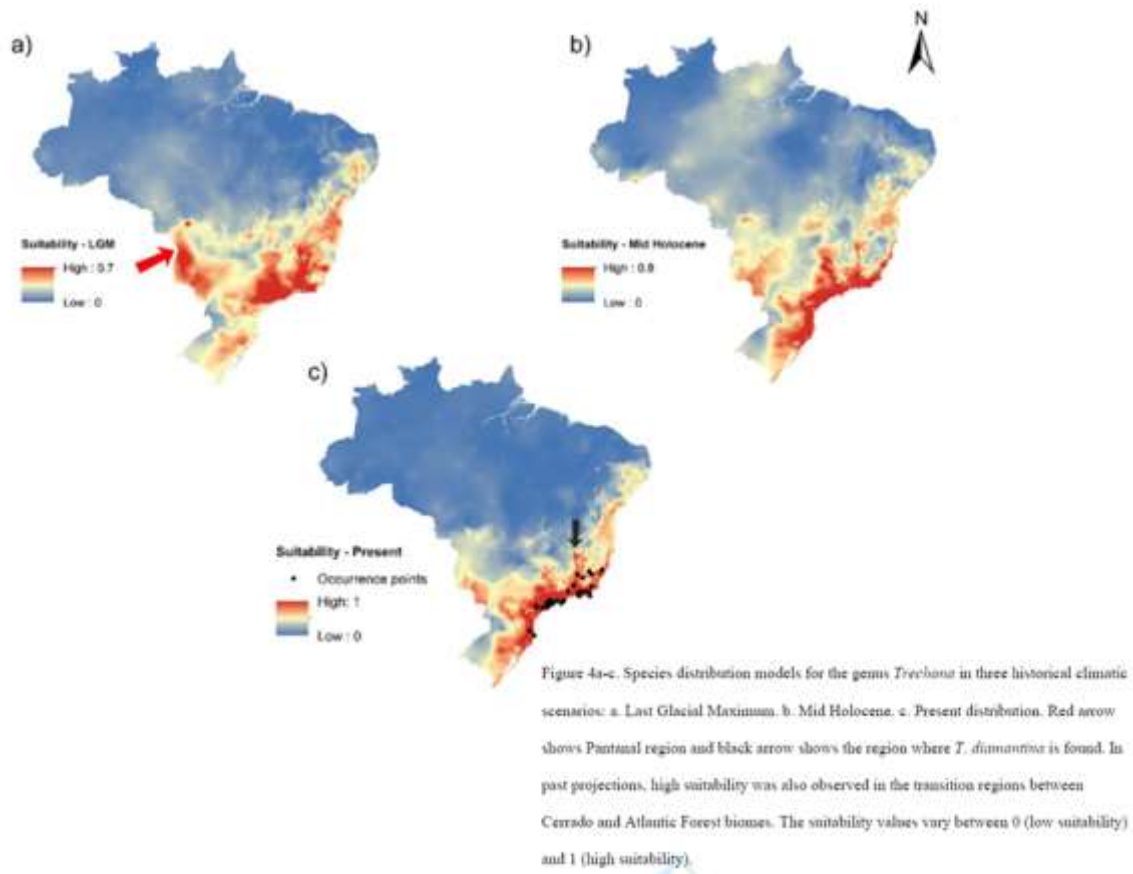 a)
b)
N
Suitability - LGM
High : 0.7
Low : 0
Suitability - Mid Holocene
High : 0.8
Low : 0
c)
Suitability - Present
Occurrence points
High: 1
Low : 0
Figure 4a-c. Species distribution models for the genus Trechona in three historical climatic
scenarios: a. Last Glacial Maximum. b. Mid Holocene. c. Present distribution. Red arrow
shows Pantanal region and black arrow shows the region where T. diamantina is found. In
past projections, high suitability was also observed in the transition regions between
Cerrado and Atlantic Forest biomes. The suitability values vary between 0 (low suitability)
and 1 (high suitability).